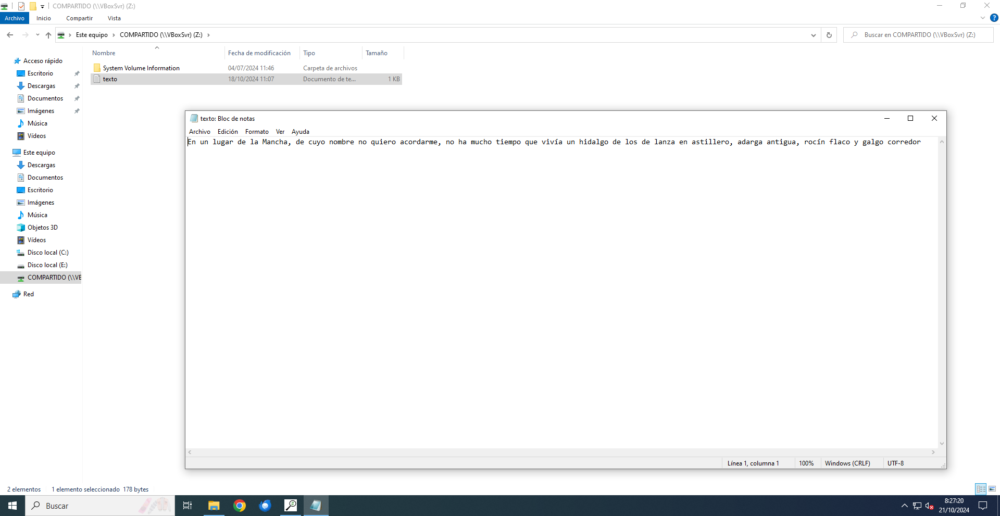 COMPARTIDO (\\VBoxSvr) (Z:)
Archivo Inicio Compartir Vista
Este equipo COMPARTIDO (\\VBoxSvr) (Z:)
Buscar en COMPARTIDO (\\VBoxSvr) (Z:)
Nombre Fecha de modificación Tipo Tamaño
System Volume Information 04/07/2024 11:46 Carpeta de archivos
texto 18/10/2024 11:07 Documento de te... 1 KB
Acceso rápido
Escritorio
Descargas
Documentos
Imágenes
Música
Vídeos
Este equipo
Descargas
Documentos
Escritorio
Imágenes
Música
Objetos 3D
Vídeos
Disco local (C:)
Disco local (E:)
COMPARTIDO (\\VB
Red
texto: Bloc de notas
Archivo Edición Formato Ver Ayuda
En un lugar de la Mancha, de cuyo nombre no quiero acordarme, no ha mucho tiempo que vivía un hidalgo de los de lanza en astillero, adarga antigua, rocín flaco y galgo corredor
Línea 1, columna 1 100% Windows (CRLF) UTF-8
2 elementos 1 elemento seleccionado 178 bytes
Buscar
8:27:20
21/10/2024